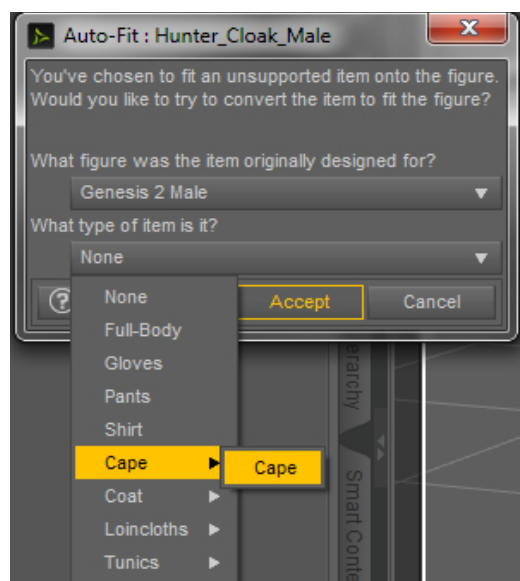 Auto-Fit : Hunter_Cloak_Male
You've chosen to fit an unsupported item onto the figure.
Would you like to try to convert the item to fit the figure?
What figure was the item originally designed for?
Genesis 2 Male
What type of item is it?
None
?
Accept
Cancel
None
Full-Body
Gloves
Pants
Shirt
Cape
Cape
Coat
Loincloths
Tunics
Smart Conte